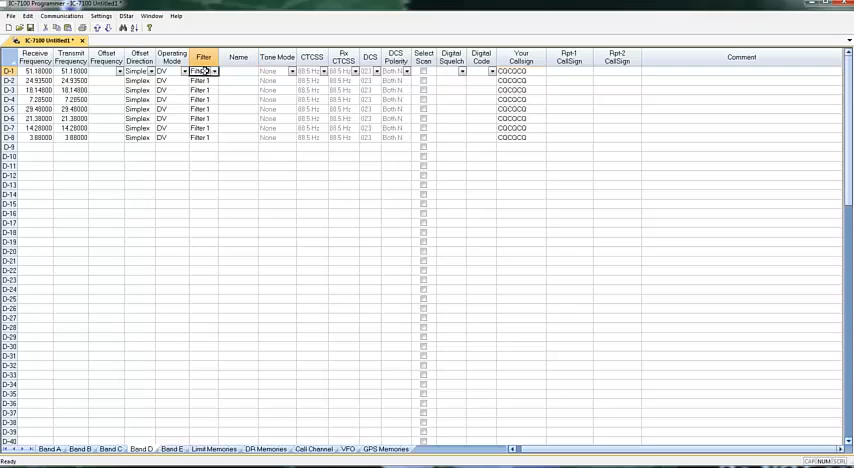 IC-7100 Programmer - [IC-7100 Untitled1 *
File Edit Communications Settings DStar Window Help
IC-7100 Untitled1 *
Receive Frequency Transmit Frequency Offset Frequency Offset Direction Operating Mode Filter Name Tone Mode CTCSS Rx CTCSS DCS DCS Polarity Select Scan Digital Squelch Digital Code Your Callsign Rpt-1 CallSign Rpt-2 CallSign Comment
D-1 51.18000 51.18000 Simple DV None 88.5 Hz 88.5 Hz 023 Both N CQCQCQ
D-2 24.93500 24.93500 Simplex DV Filter 1 None 88.5 Hz 88.5 Hz 023 Both N CQCQCQ
D-3 18.14800 18.14800 Simplex DV Filter 1 None 88.5 Hz 88.5 Hz 023 Both N CQCQCQ
D-4 7.28500 7.28500 Simplex DV Filter 1 None 88.5 Hz 88.5 Hz 023 Both N CQCQCQ
D-5 29.48000 29.48000 Simplex DV Filter 1 None 88.5 Hz 88.5 Hz 023 Both N CQCQCQ
D-6 21.38000 21.38000 Simplex DV Filter 1 None 88.5 Hz 88.5 Hz 023 Both N CQCQCQ
D-7 14.28000 14.28000 Simplex DV Filter 1 None 88.5 Hz 88.5 Hz 023 Both N CQCQCQ
D-8 3.88000 3.88000 Simplex DV Filter 1 None 88.5 Hz 88.5 Hz 023 Both N CQCQCQ
D-9
D-10
D-11
D-12
D-13
D-14
D-15
D-16
D-17
D-18
D-19
D-20
D-21
D-22
D-23
D-24
D-25
D-26
D-27
D-28
D-29
D-30
D-31
D-32
D-33
D-34
D-35
D-36
D-37
D-38
D-39
D-40
Band A Band B Band C Band D Band E Limit Memories DR Memories Call Channel VFO GPS Memories
Ready CAP NUM SCRL